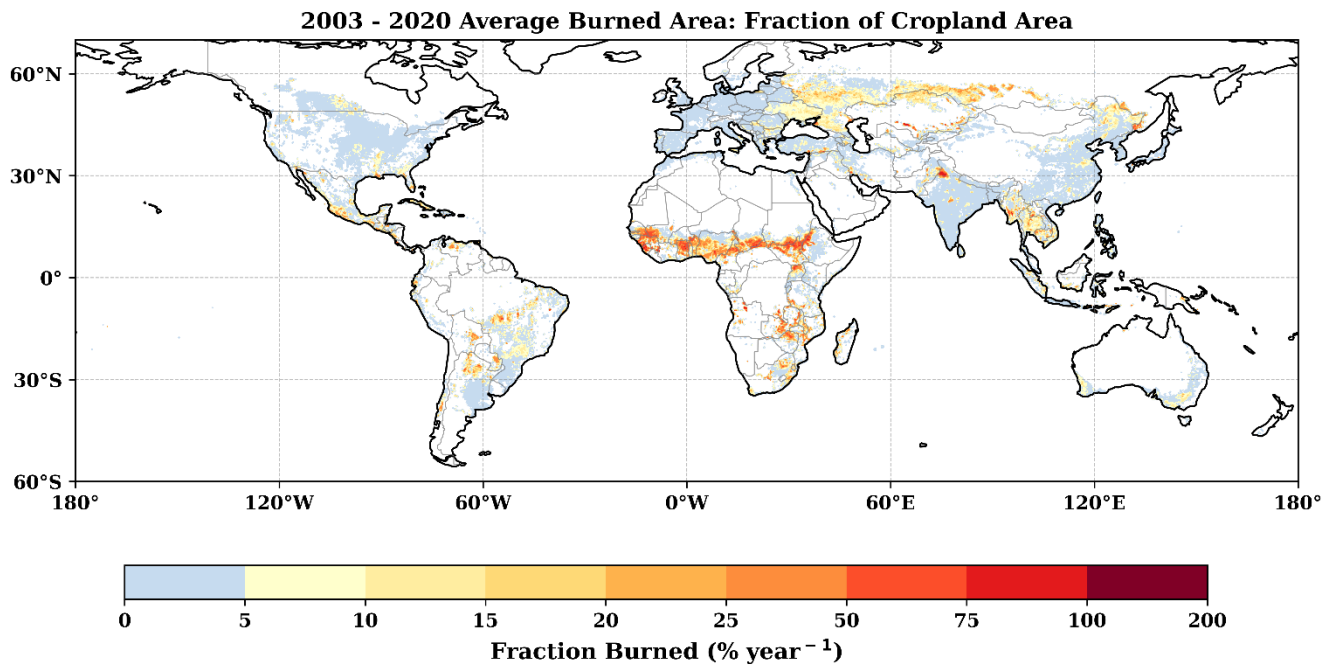 2003 - 2020 Average Burned Area: Fraction of Cropland Area
60°N
30°N
0°
30°S
60°S
180° 120°W 60°W 0°W 60°E 120°E 180°
0 5 10 15 20 25 50 75 100 200
Fraction Burned (% year⁻¹)